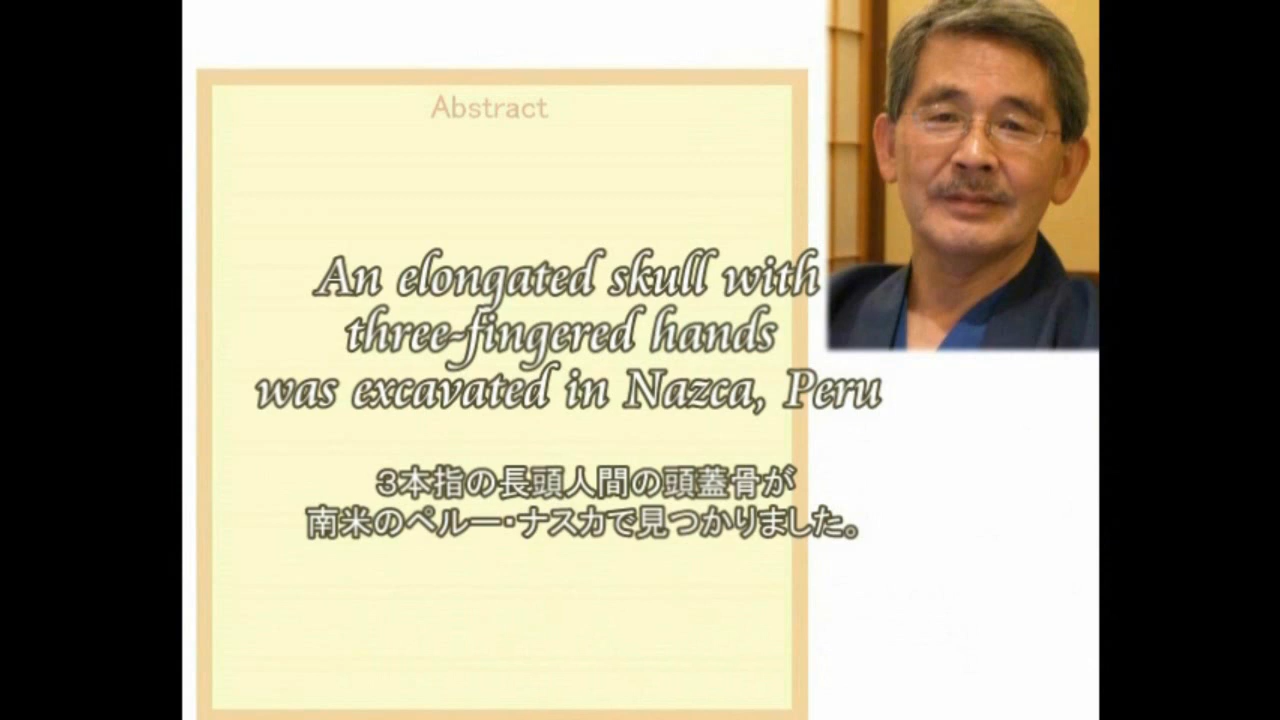 Abstract
An elongated skull with
three-fingered hands
was excavated in Nazca, Peru
３本指の長頭人間の頭蓋骨が
南米のペルー・ナスカで見つかりました。